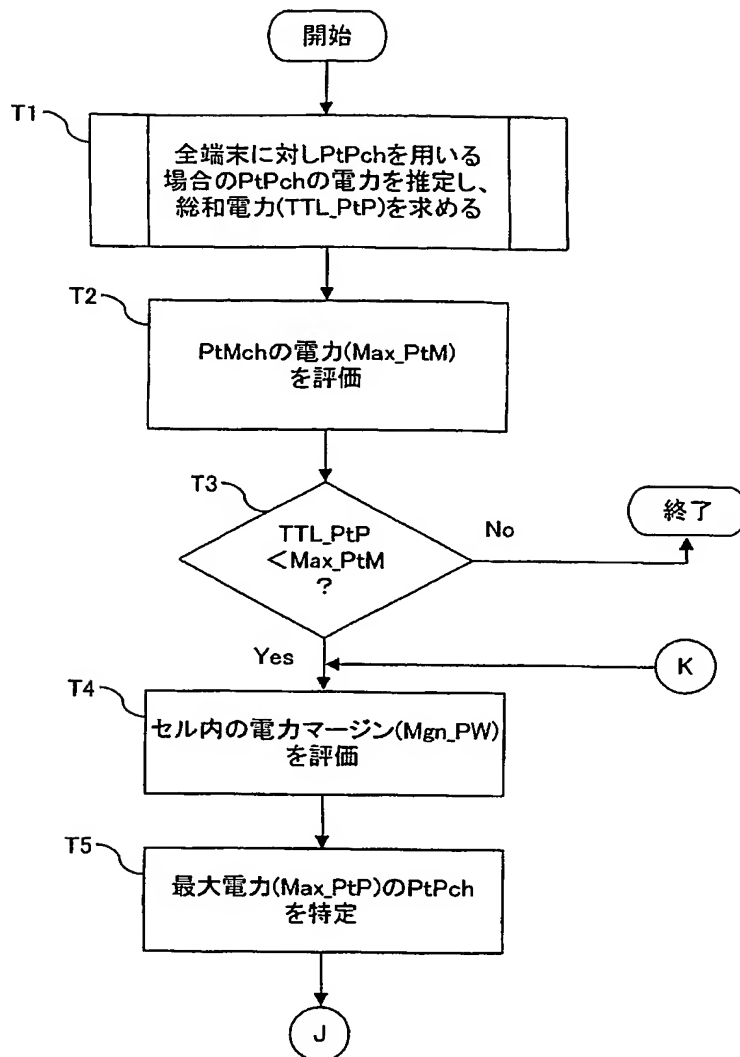 開始
T1
全端末に対しPtPchを用いる
場合のPtPchの電力を推定し、
総和電力(TTL_PtP)を求める
T2
PtMchの電力(Max_PtM)
を評価
T3
TTL_PtP
<Max_PtM
?
No
終了
Yes
K
T4
セル内の電力マージン(Mgn_PW)
を評価
T5
最大電力(Max_PtP)のPtPch
を特定
J